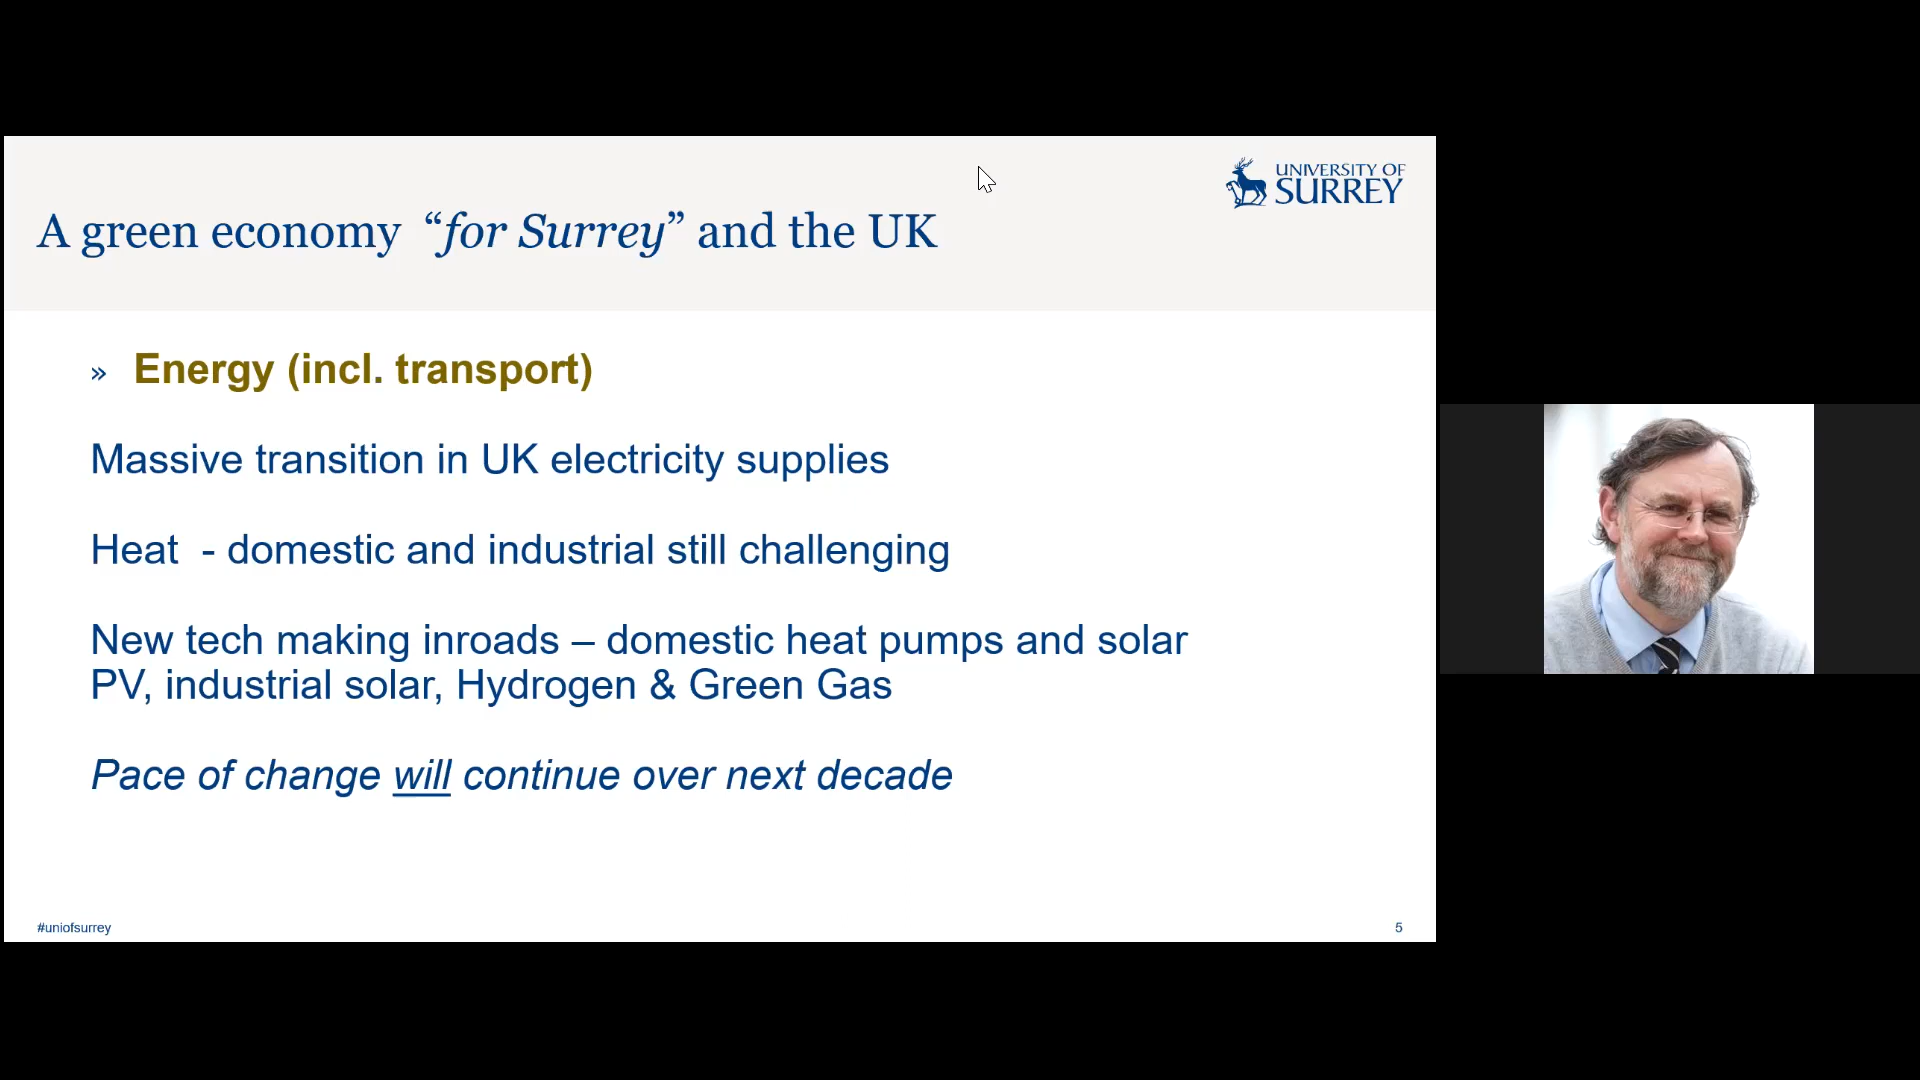 UNIVERSITY OF
SURREY
A green economy “for Surrey” and the UK
» Energy (incl. transport)
Massive transition in UK electricity supplies
Heat - domestic and industrial still challenging
New tech making inroads – domestic heat pumps and solar
PV, industrial solar, Hydrogen & Green Gas
Pace of change will continue over next decade
#uniofsurrey
5